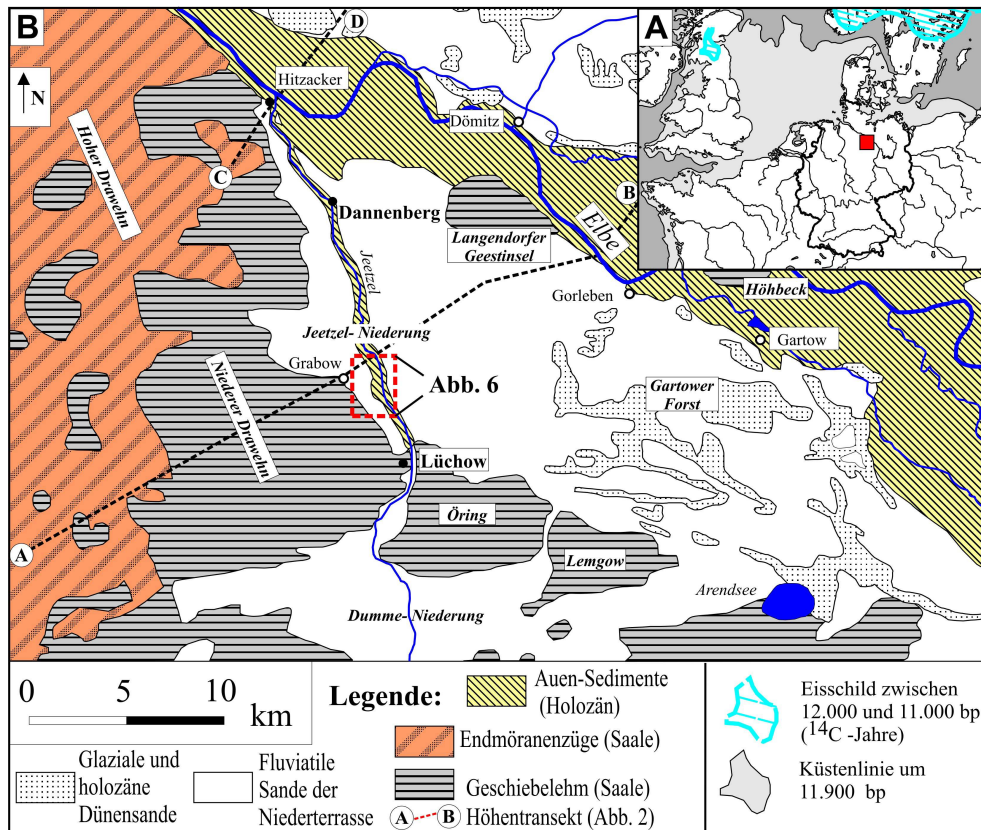 B
D
A
N
Hitzacker
Dömitz
Hoher Drawehn
C
B
Dannenberg
Langendorfer
Geestinsel
Elbe
Jeetzel
Gorleben
Höhbeck
Jeetzel- Niederung
Gartow
Grabow
Niederer Drawehn
Abb. 6
Gartower
Forst
Lüchow
Öring
A
Lemgow
Arendsee
Dumme- Niederung
0 5 10
km
Legende:
Auen-Sedimente
(Holozän)
Endmöranenzüge (Saale)
Geschiebelehm (Saale)
A B Höhentransekt (Abb. 2)
Glaziale und
holozäne
Dünensande
Fluviatile
Sande der
Niederterrasse
Eisschild zwischen
12.000 und 11.000 bp
(14C -Jahre)
Küstenlinie um
11.900 bp